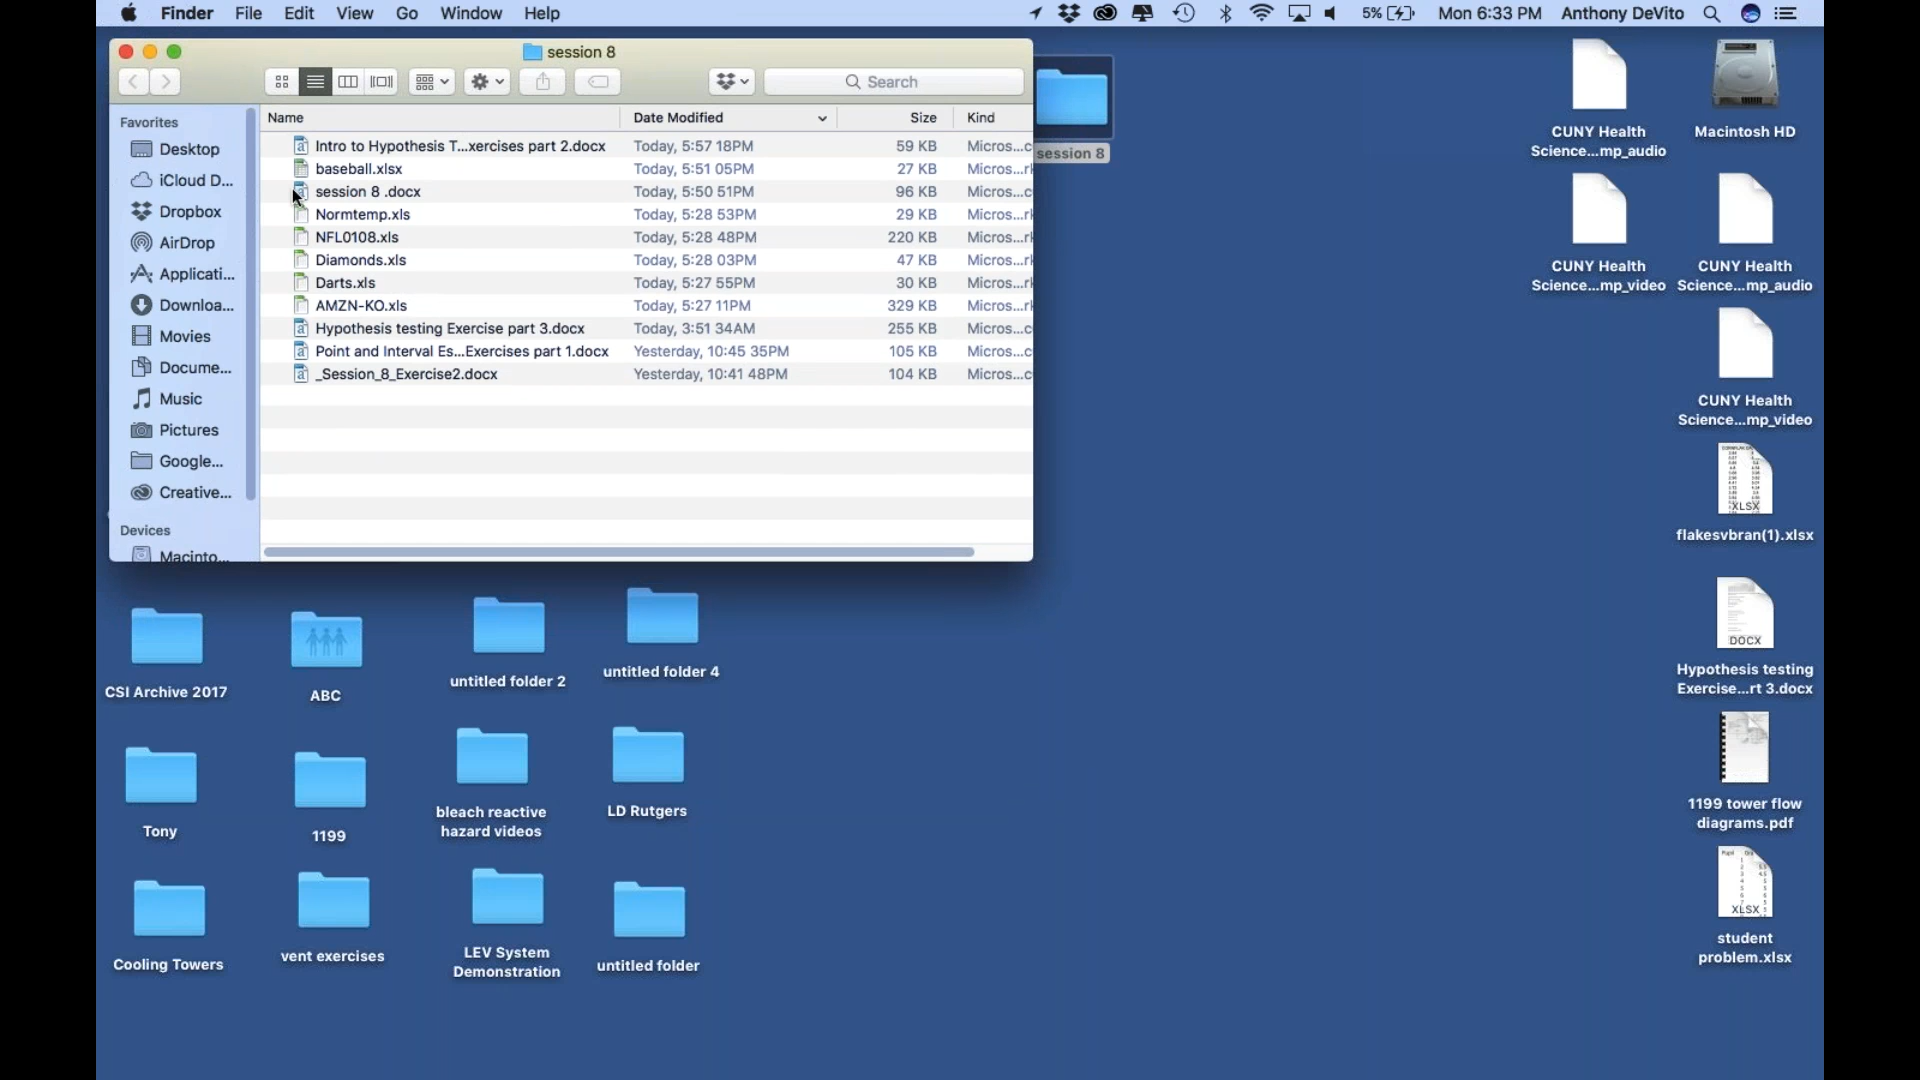 Finder File Edit View Go Window Help
5% Mon 6:33 PM Anthony DeVito
session 8
Search
Favorites
Desktop
iCloud D...
Dropbox
AirDrop
Applicati...
Downloa...
Movies
Docume...
Music
Pictures
Google...
Creative...
Devices
Macinto...
Name Date Modified Size Kind
Intro to Hypothesis T...xercises part 2.docx Today, 5:57 18PM 59 KB Micros...c
baseball.xlsx Today, 5:51 05PM 27 KB Micros...r
session 8 .docx Today, 5:50 51PM 96 KB Micros...c
Normtemp.xls Today, 5:28 53PM 29 KB Micros...r
NFL0108.xls Today, 5:28 48PM 220 KB Micros...r
Diamonds.xls Today, 5:28 03PM 47 KB Micros...r
Darts.xls Today, 5:27 55PM 30 KB Micros...r
AMZN-KO.xls Today, 5:27 11PM 329 KB Micros...r
Hypothesis testing Exercise part 3.docx Today, 3:51 34AM 255 KB Micros...c
Point and Interval Es...Exercises part 1.docx Yesterday, 10:45 35PM 105 KB Micros...c
_Session_8_Exercise2.docx Yesterday, 10:41 48PM 104 KB Micros...c
session 8
CUNY Health
Science...mp_audio
Macintosh HD
CUNY Health
Science...mp_video
CUNY Health
Science...mp_audio
CUNY Health
Science...mp_video
XLSX
flakesvbran(1).xlsx
DOCX
Hypothesis testing
Exercise...rt 3.docx
1199 tower flow
diagrams.pdf
XLSX
student
problem.xlsx
CSI Archive 2017
ABC
untitled folder 2
untitled folder 4
Tony
1199
bleach reactive
hazard videos
LD Rutgers
Cooling Towers
vent exercises
LEV System
Demonstration
untitled folder